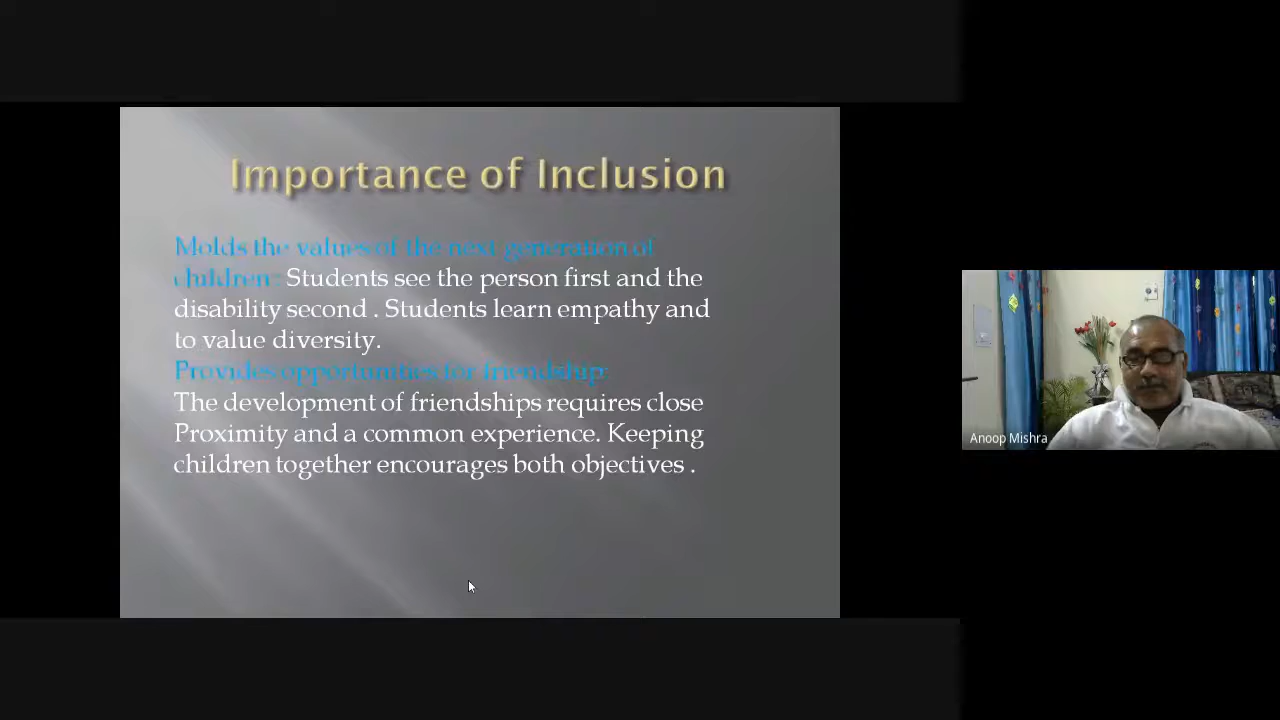 Importance of Inclusion
Molds the values of the next generation of
children: Students see the person first and the
disability second . Students learn empathy and
to value diversity.
Provides opportunities for friendship:
The development of friendships requires close
Proximity and a common experience. Keeping
children together encourages both objectives .
Anoop Mishra